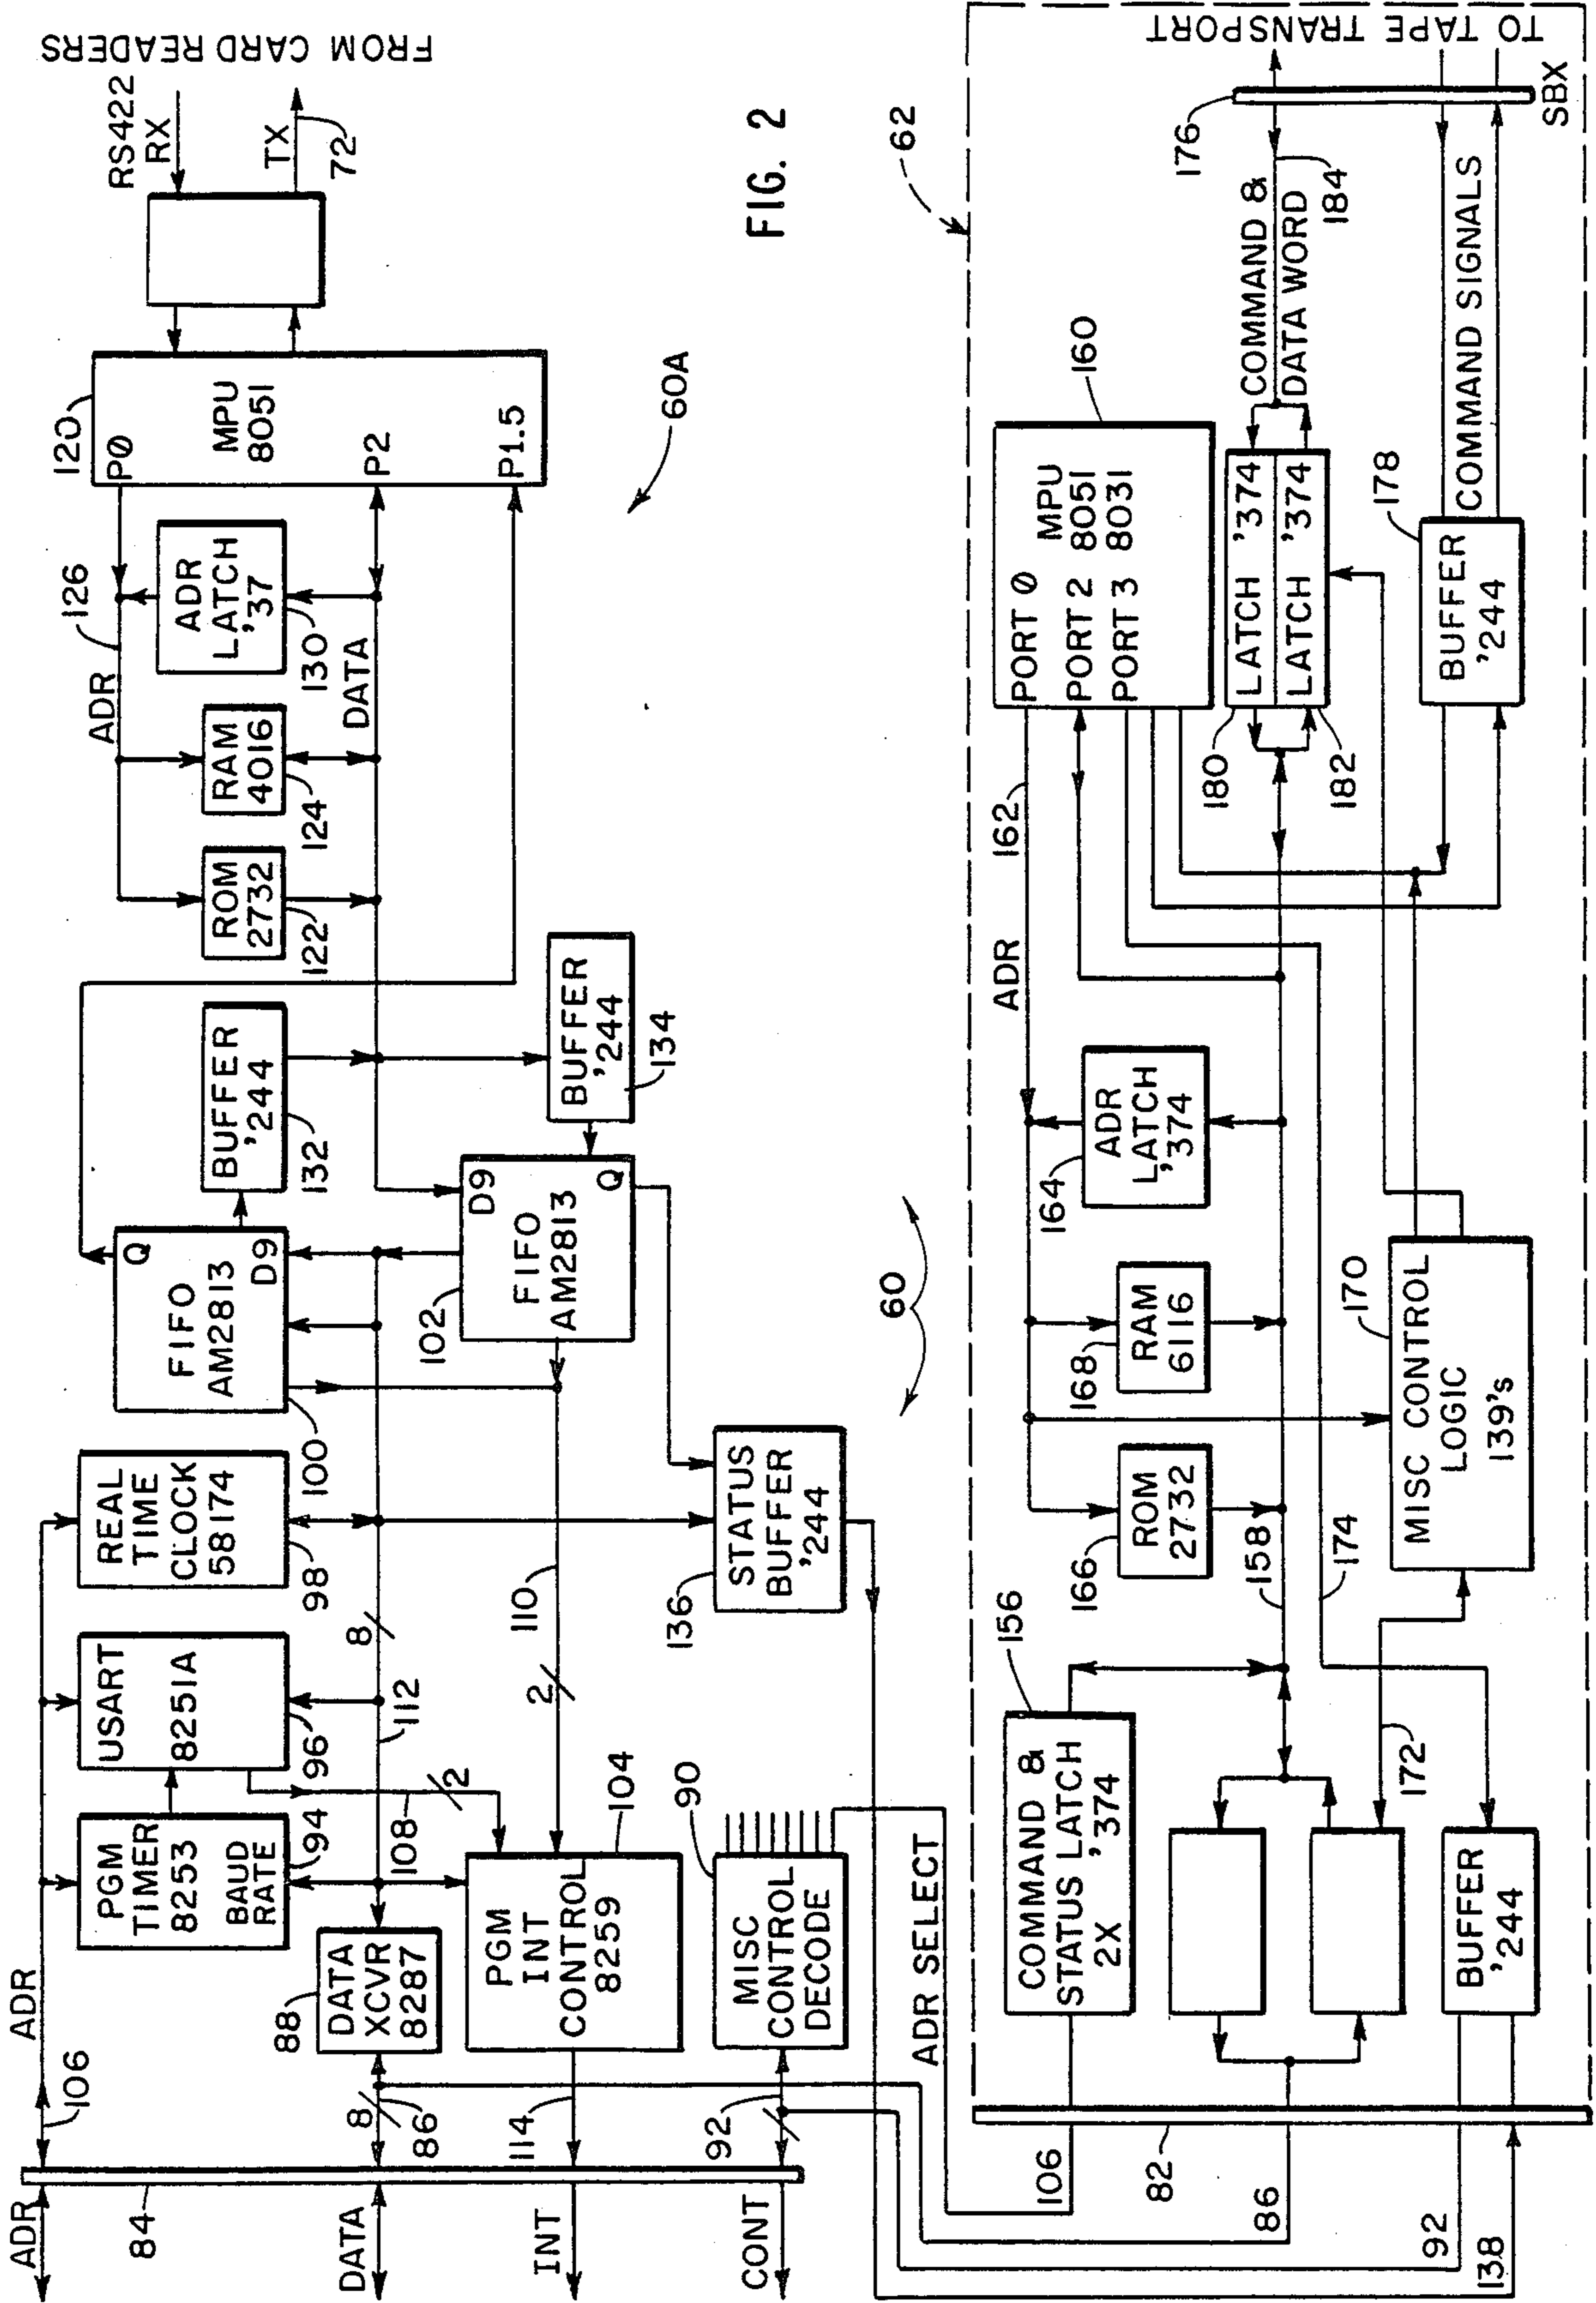 FIG. 2
ADR
84
DATA
INT
CONT
ADR
106
8
86
114
92
PGM
TIMER
8253
BAUD
RATE
94
USART
8251A
96
REAL
TIME
CLOCK
58174
98
FIFO
AM2813
Q
D9
100
DATA
XCVR
8287
88
108
2
112
8
PGM
INT
CONTROL
8259
104
2
110
FIFO
AM2813
D9
Q
102
MISC
CONTROL
DECODE
90
STATUS
BUFFER
'244
136
BUFFER
'244
132
BUFFER
'244
134
ROM
2732
122
RAM
4016
124
ADR
126
ADR
LATCH
'37
130
DATA
120
P0
MPU
8051
P2
P1.5
RS422
RX
TX
72
FROM CARD READERS
60A
60
62
ADR SELECT
106
82
86
92
138
COMMAND &
STATUS LATCH
2X '374
156
BUFFER
'244
158
172
174
ROM
2732
166
RAM
6116
168
ADR
LATCH
'374
164
ADR
162
MISC CONTROL
LOGIC
139's
170
PORT 0
PORT 2
PORT 3
MPU
8051
8031
160
LATCH '374
LATCH '374
180
182
BUFFER
'244
178
COMMAND &
DATA WORD
184
COMMAND SIGNALS
176
SBX
TO TAPE TRANSPORT